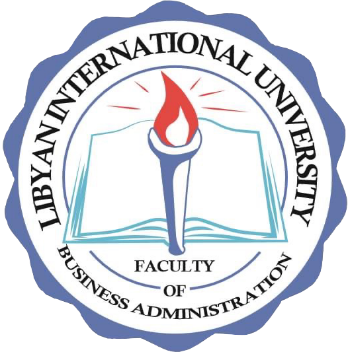 LIBYAN INTERNATIONAL UNIVERSITY
FACULTY
OF
BUSINESS ADMINISTRATION